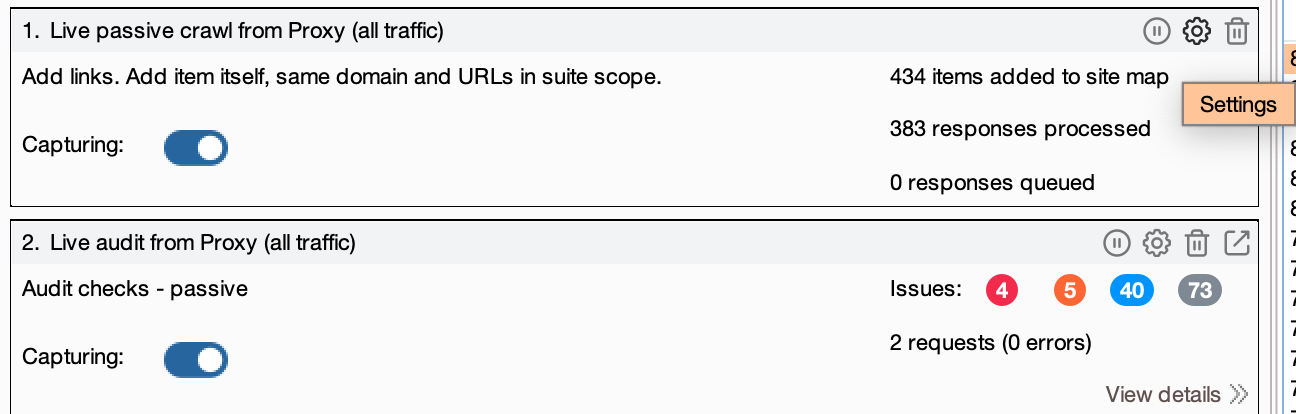 1. Live passive crawl from Proxy (all traffic)
Add links. Add item itself, same domain and URLs in suite scope.
434 items added to site map
Settings
383 responses processed
Capturing:
0 responses queued
2. Live audit from Proxy (all traffic)
Audit checks - passive
Issues: 4 5 40 73
2 requests (0 errors)
Capturing:
View details